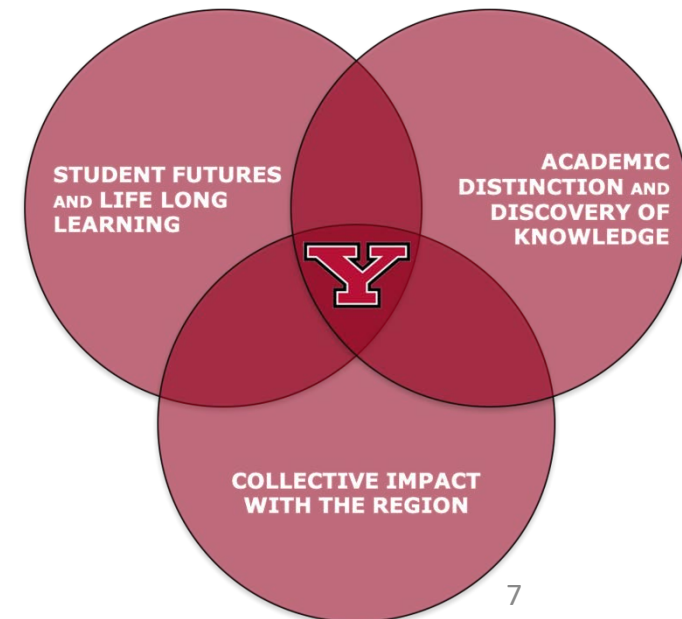 STUDENT FUTURES
AND LIFE LONG
LEARNING
ACADEMIC
DISTINCTION AND
DISCOVERY OF
KNOWLEDGE
Y
COLLECTIVE IMPACT
WITH THE REGION
7